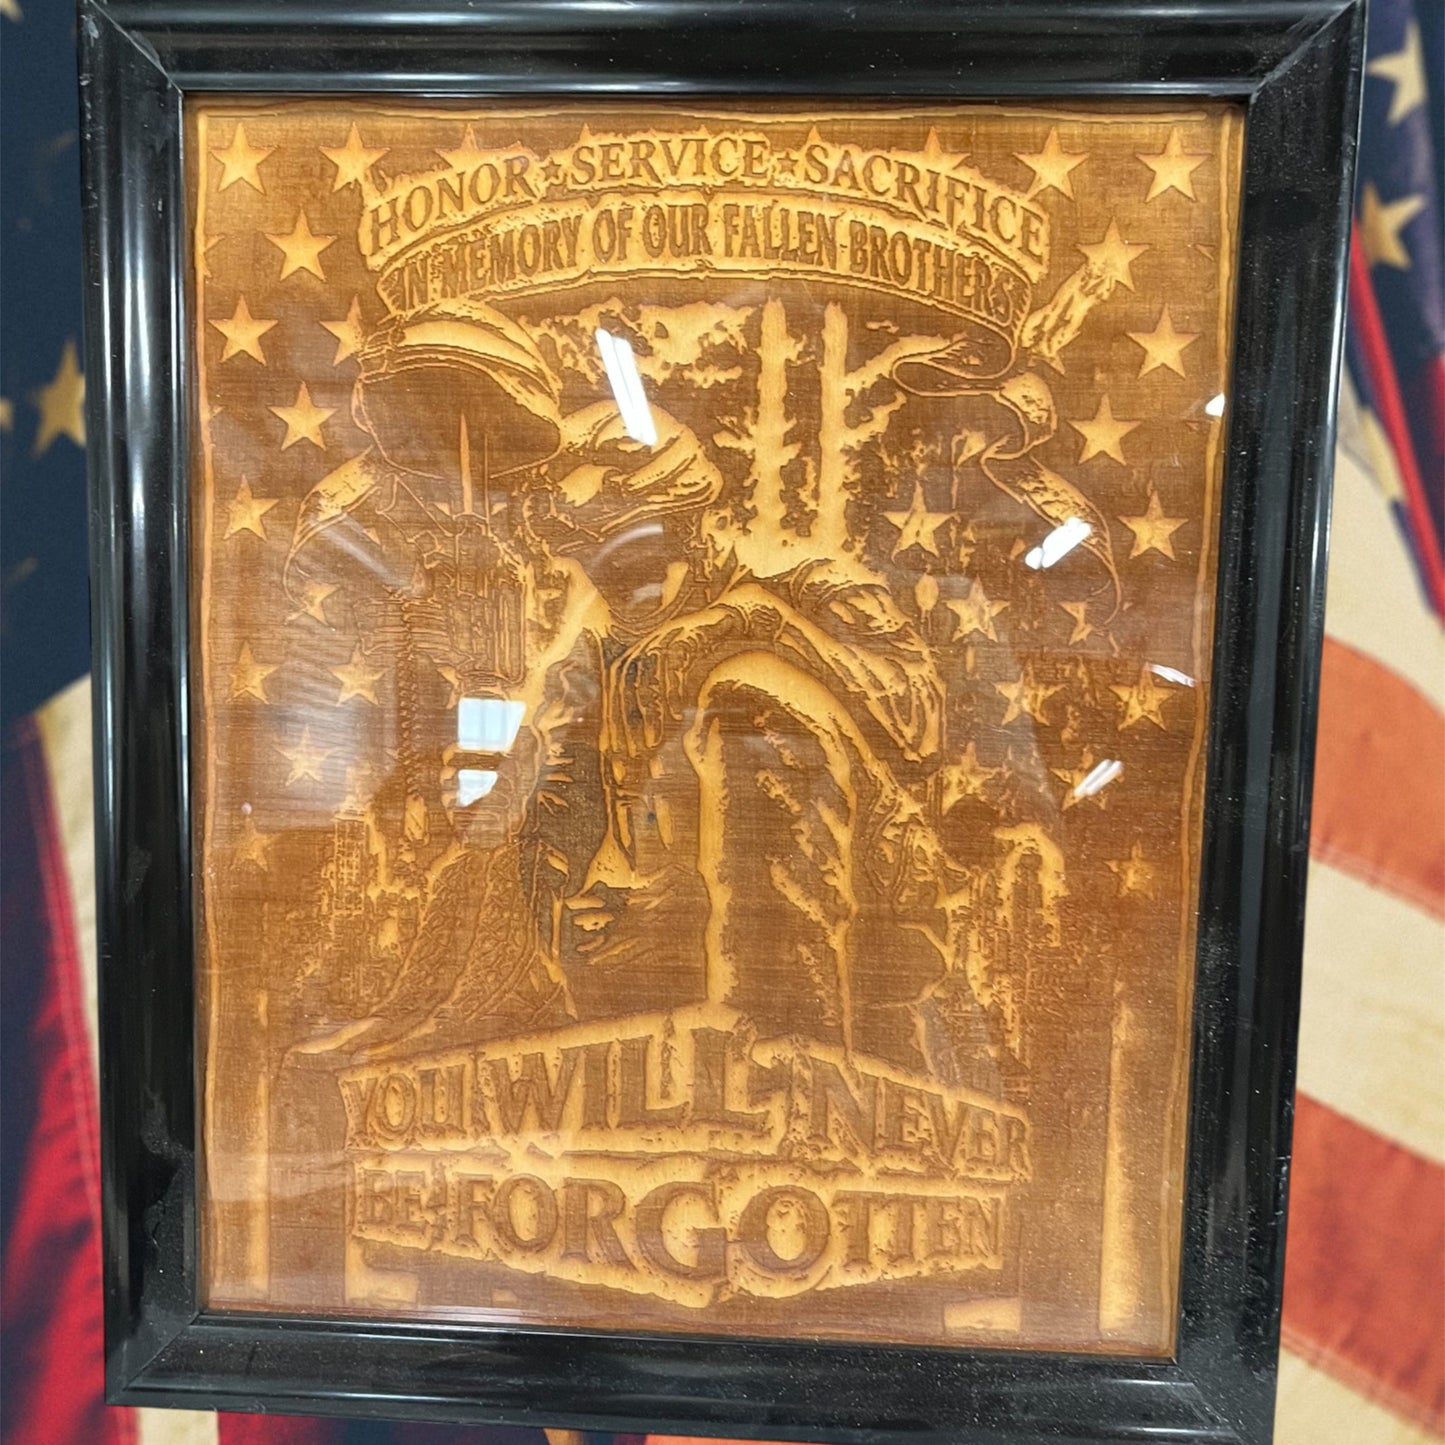 HONOR★SERVICE★SACRIFICE
IN MEMORY OF OUR FALLEN BROTHERS
YOU WILL NEVER
BE FORGOTTEN